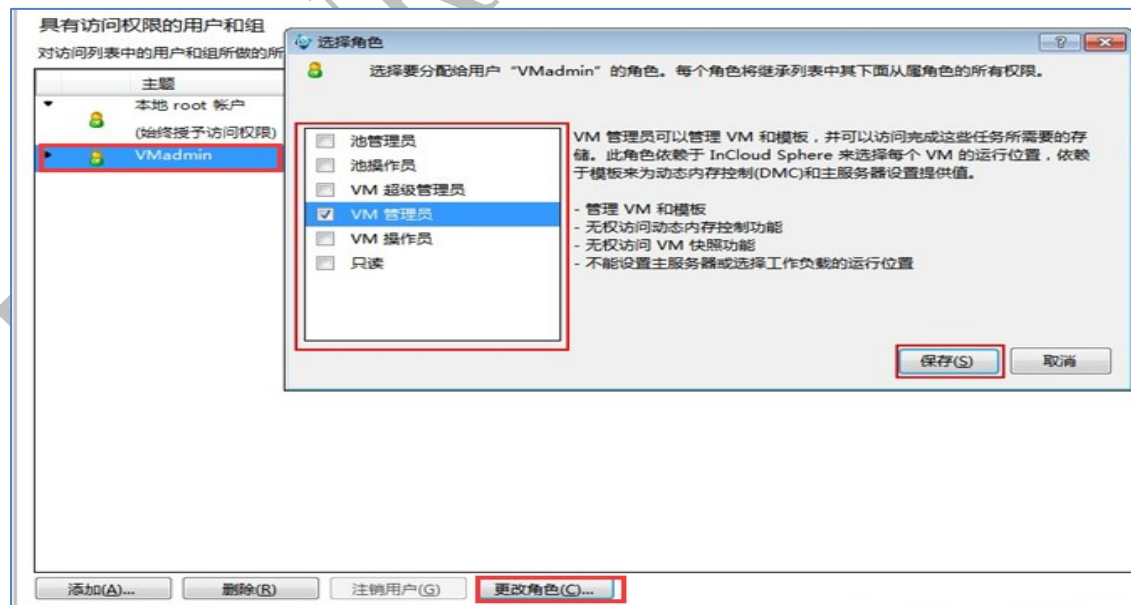 具有访问权限的用户和组
对访问列表中的用户和组所做的所
主题
本地 root 帐户
(始终授予访问权限)
VMadmin
选择角色
选择要分配给用户 “VMadmin” 的角色。每个角色将继承列表中其下面从属角色的所有权限。
池管理员
池操作员
VM 超级管理员
VM 管理员
VM 操作员
只读
VM 管理员可以管理 VM 和模板，并可以访问完成这些任务所需要的存
储。此角色依赖于 InCloud Sphere 来选择每个 VM 的运行位置，依赖
于模板来为动态内存控制(DMC)和主服务器设置提供值。
- 管理 VM 和模板
- 无权访问动态内存控制功能
- 无权访问 VM 快照功能
- 不能设置主服务器或选择工作负载的运行位置
保存(S)
取消
添加(A)...
删除(R)
注销用户(G)
更改角色(C)...